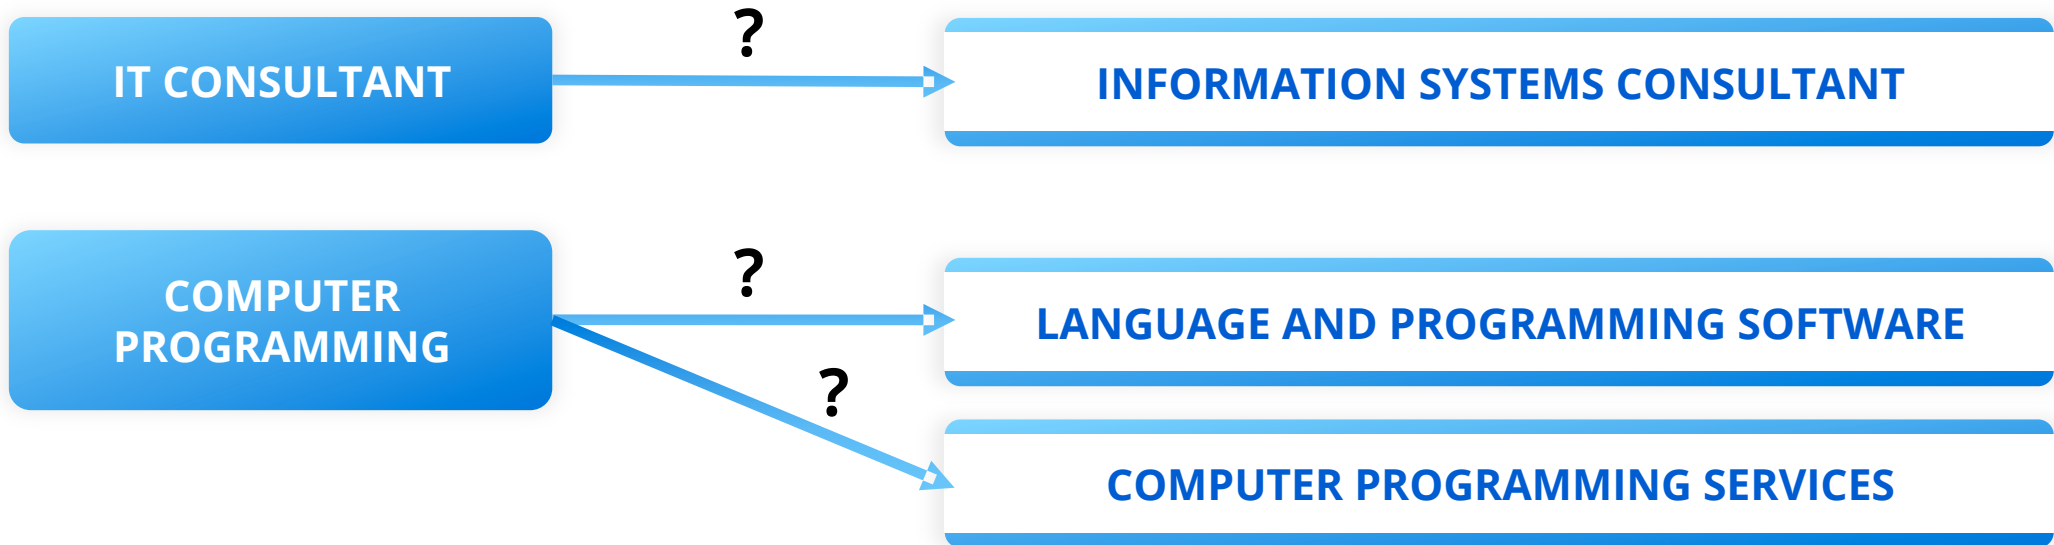 ?
IT CONSULTANT
INFORMATION SYSTEMS CONSULTANT
?
COMPUTER
PROGRAMMING
LANGUAGE AND PROGRAMMING SOFTWARE
?
COMPUTER PROGRAMMING SERVICES